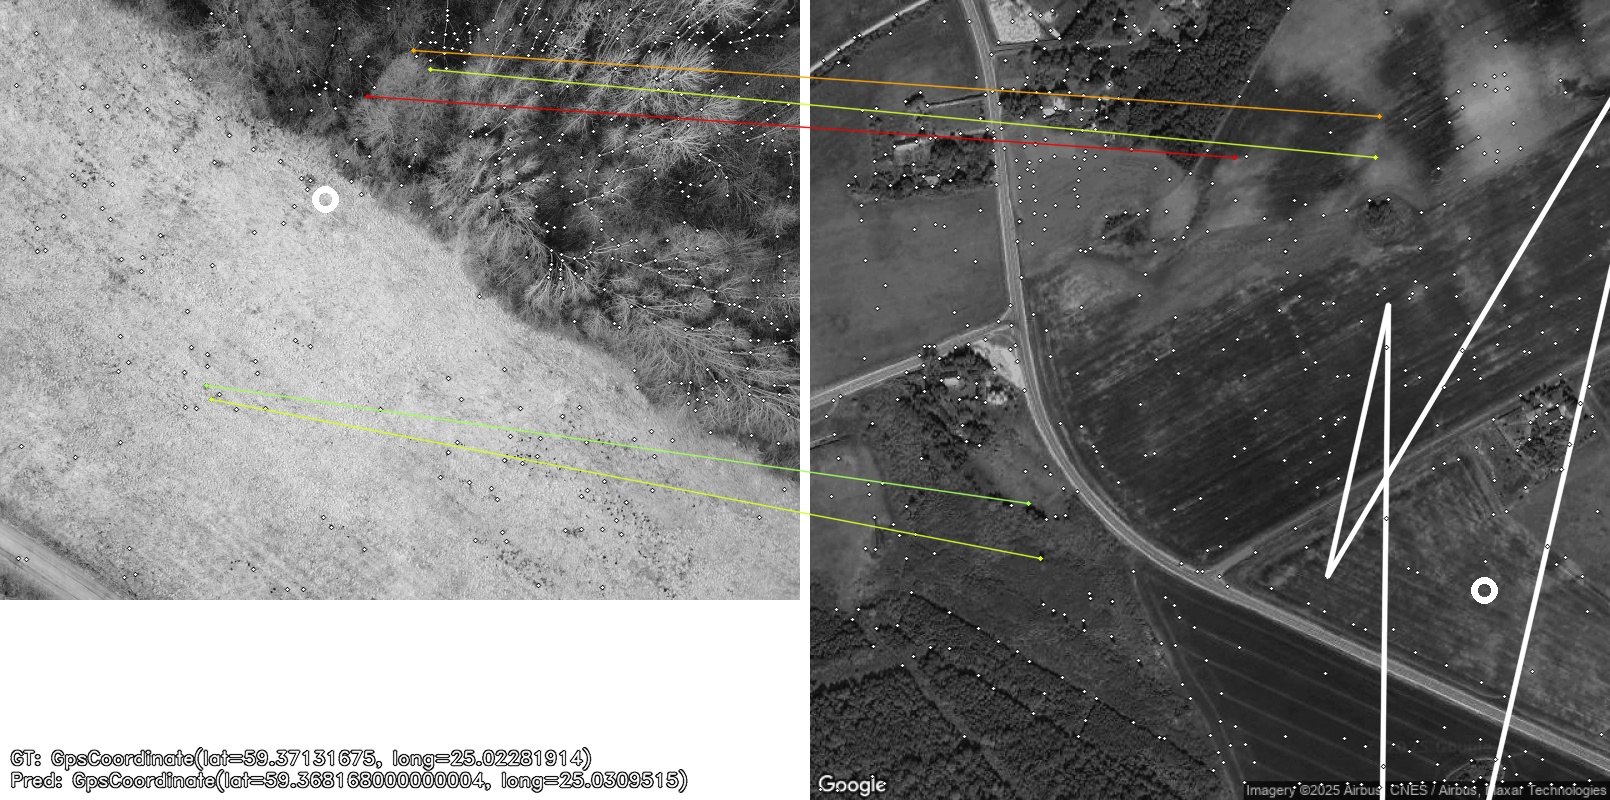 GT: GpsCoordinate(lat=59.37131675, long=25.02281914)
Pred: GpsCoordinate(lat=59.368168000000004, long=25.0309515)
Google
Imagery ©2025 Airbus, CNES / Airbus, Maxar Technologies